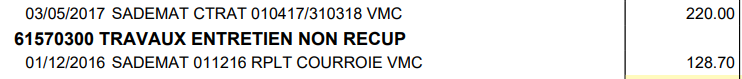 03/05/2017 SADEMAT CTRAT 010417/310318 VMC 220.00
61570300 TRAVAUX ENTRETIEN NON RECUP
01/12/2016 SADEMAT 011216 RPLT COURROIE VMC 128.70